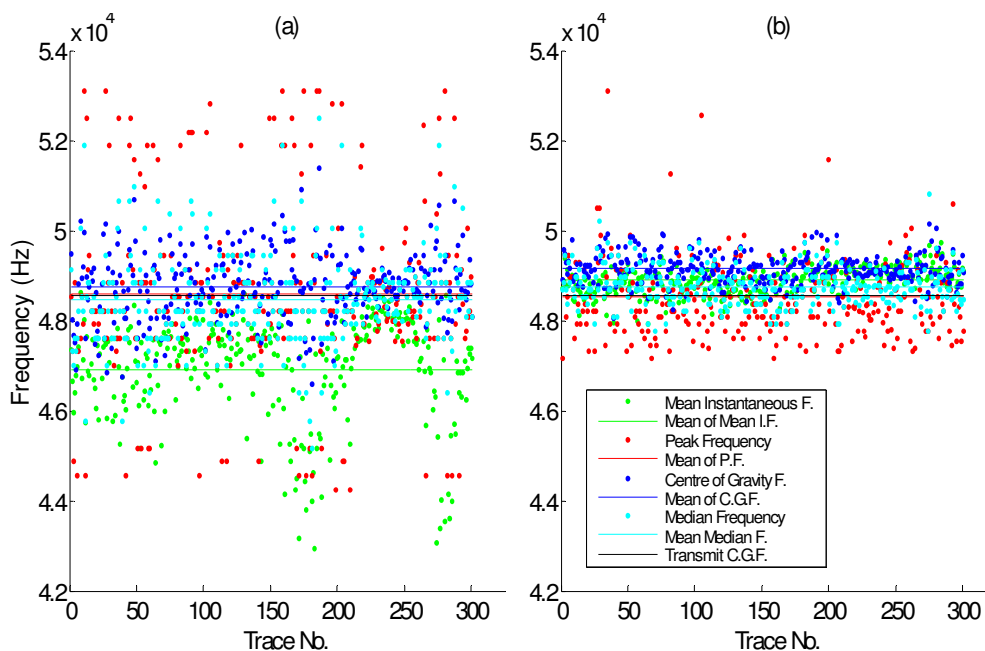 x 10⁴
(a)
x 10⁴
(b)
5.4
5.2
5
4.8
4.6
4.4
4.2
Frequency (Hz)
0 50 100 150 200 250 300
Trace No.
5.4
5.2
5
4.8
4.6
4.4
4.2
0 50 100 150 200 250 300
Trace No.
Mean Instantaneous F.
Mean of Mean I.F.
Peak Frequency
Mean of P.F.
Centre of Gravity F.
Mean of C.G.F.
Median Frequency
Mean Median F.
Transmit C.G.F.